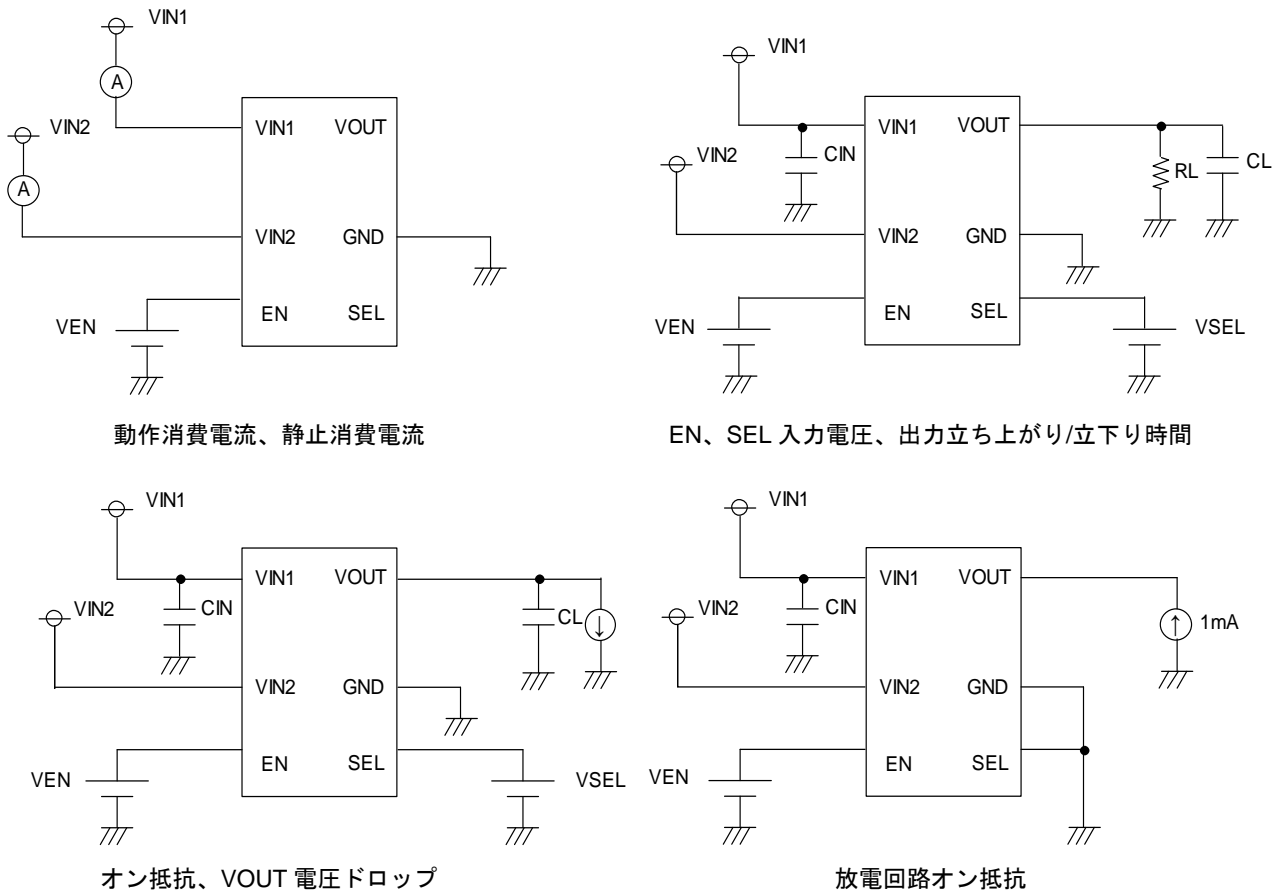 VIN1
A
VIN2
A
VIN1 VOUT
VIN2 GND
EN SEL
VEN
動作消費電流、静止消費電流
VIN1
VIN2
CIN
VIN1 VOUT
RL
CL
VIN2 GND
EN SEL
VEN
VSEL
EN、SEL 入力電圧、出力立ち上がり/立下り時間
VIN1
VIN2
CIN
VIN1 VOUT
CL
↓
VIN2 GND
EN SEL
VEN
VSEL
オン抵抗、VOUT 電圧ドロップ
VIN1
VIN2
CIN
VIN1 VOUT
↑
1mA
VIN2 GND
EN SEL
VEN
放電回路オン抵抗